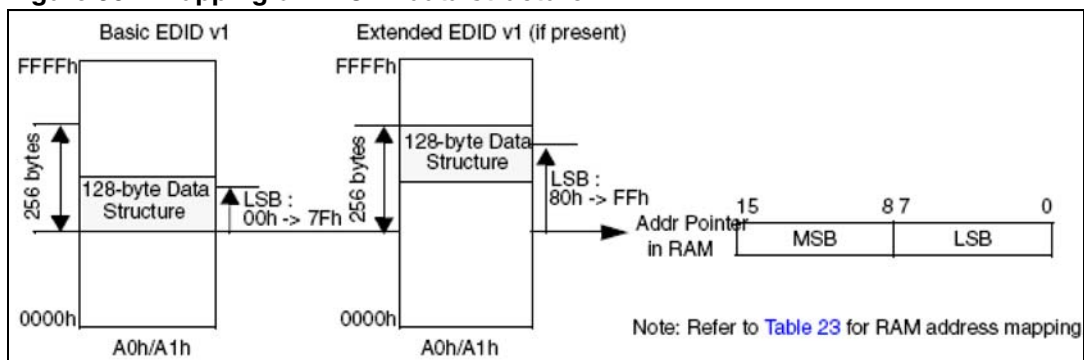 Basic EDID v1
Extended EDID v1 (if present)
FFFFh
FFFFh
256 bytes
128-byte Data
Structure
LSB :
00h -> 7Fh
256 bytes
128-byte Data
Structure
LSB :
80h -> FFh
Addr Pointer
in RAM
15
8 7
0
MSB
LSB
0000h
0000h
Note: Refer to Table 23 for RAM address mapping
A0h/A1h
A0h/A1h